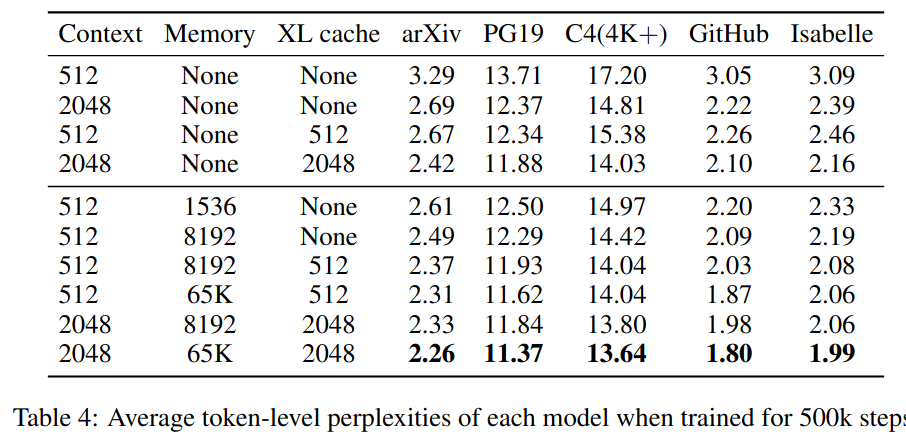 Context Memory XL cache arXiv PG19 C4(4K+) GitHub Isabelle
512 None None 3.29 13.71 17.20 3.05 3.09
2048 None None 2.69 12.37 14.81 2.22 2.39
512 None 512 2.67 12.34 15.38 2.26 2.46
2048 None 2048 2.42 11.88 14.03 2.10 2.16
512 1536 None 2.61 12.50 14.97 2.20 2.33
512 8192 None 2.49 12.29 14.42 2.09 2.19
512 8192 512 2.37 11.93 14.04 2.03 2.08
512 65K 512 2.31 11.62 14.04 1.87 2.06
2048 8192 2048 2.33 11.84 13.80 1.98 2.06
2048 65K 2048 2.26 11.37 13.64 1.80 1.99
Table 4: Average token-level perplexities of each model when trained for 500k steps